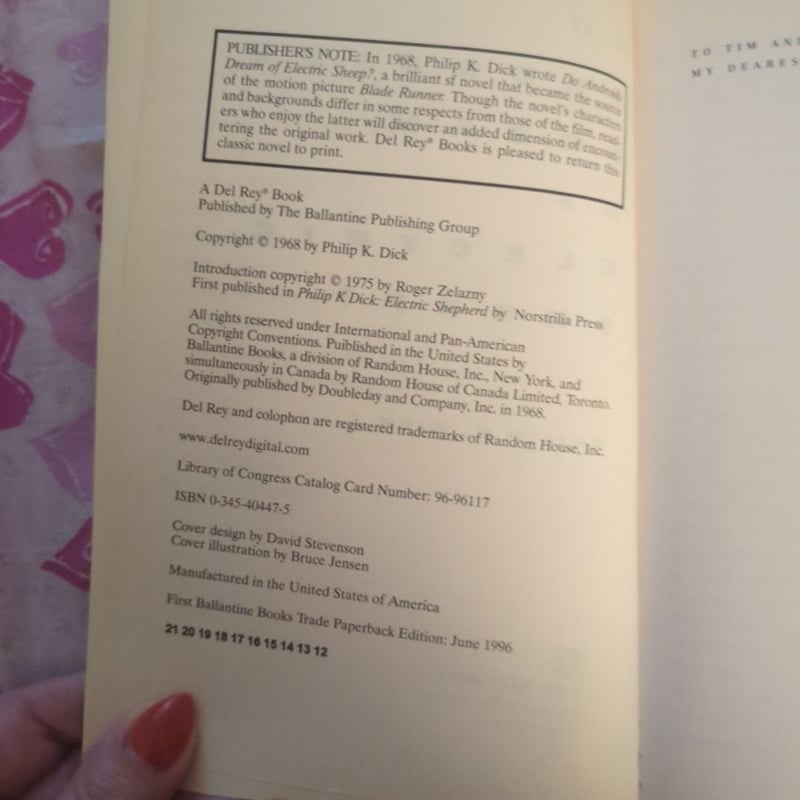 PUBLISHER'S NOTE: In 1968, Philip K. Dick wrote Do Androids
Dream of Electric Sheep?, a brilliant sf novel that became the source
of the motion picture Blade Runner. Though the novel's characters
and backgrounds differ in some respects from those of the film, read-
ers who enjoy the latter will discover an added dimension of encoun-
tering the original work. Del Rey® Books is pleased to return this
classic novel to print.
A Del Rey® Book
Published by The Ballantine Publishing Group
Copyright © 1968 by Philip K. Dick
Introduction copyright © 1975 by Roger Zelazny
First published in Philip K Dick: Electric Shepherd by Norstrilia Press
All rights reserved under International and Pan-American
Copyright Conventions. Puiblished in the United States by
Ballantine Books, a division of Random House, Inc., New York, and
simultaneously in Canada by Random House of Canada Limited, Toronto.
Originally published by Doubleday and Company, Inc. in 1968.
Del Rey and colophon are registered trademarks of Random House, Inc.
www.delreydigital.com
Library of Congress Catalog Card Number: 96-96117
ISBN 0-345-40447-5
Cover design by David Stevenson
Cover illustration by Bruce Jensen
Manufactured in the United States of America
First Ballantine Books Trade Paperback Edition: June 1996
21 20 19 18 17 16 15 14 13 12
TO TIM AND
MY DEARES